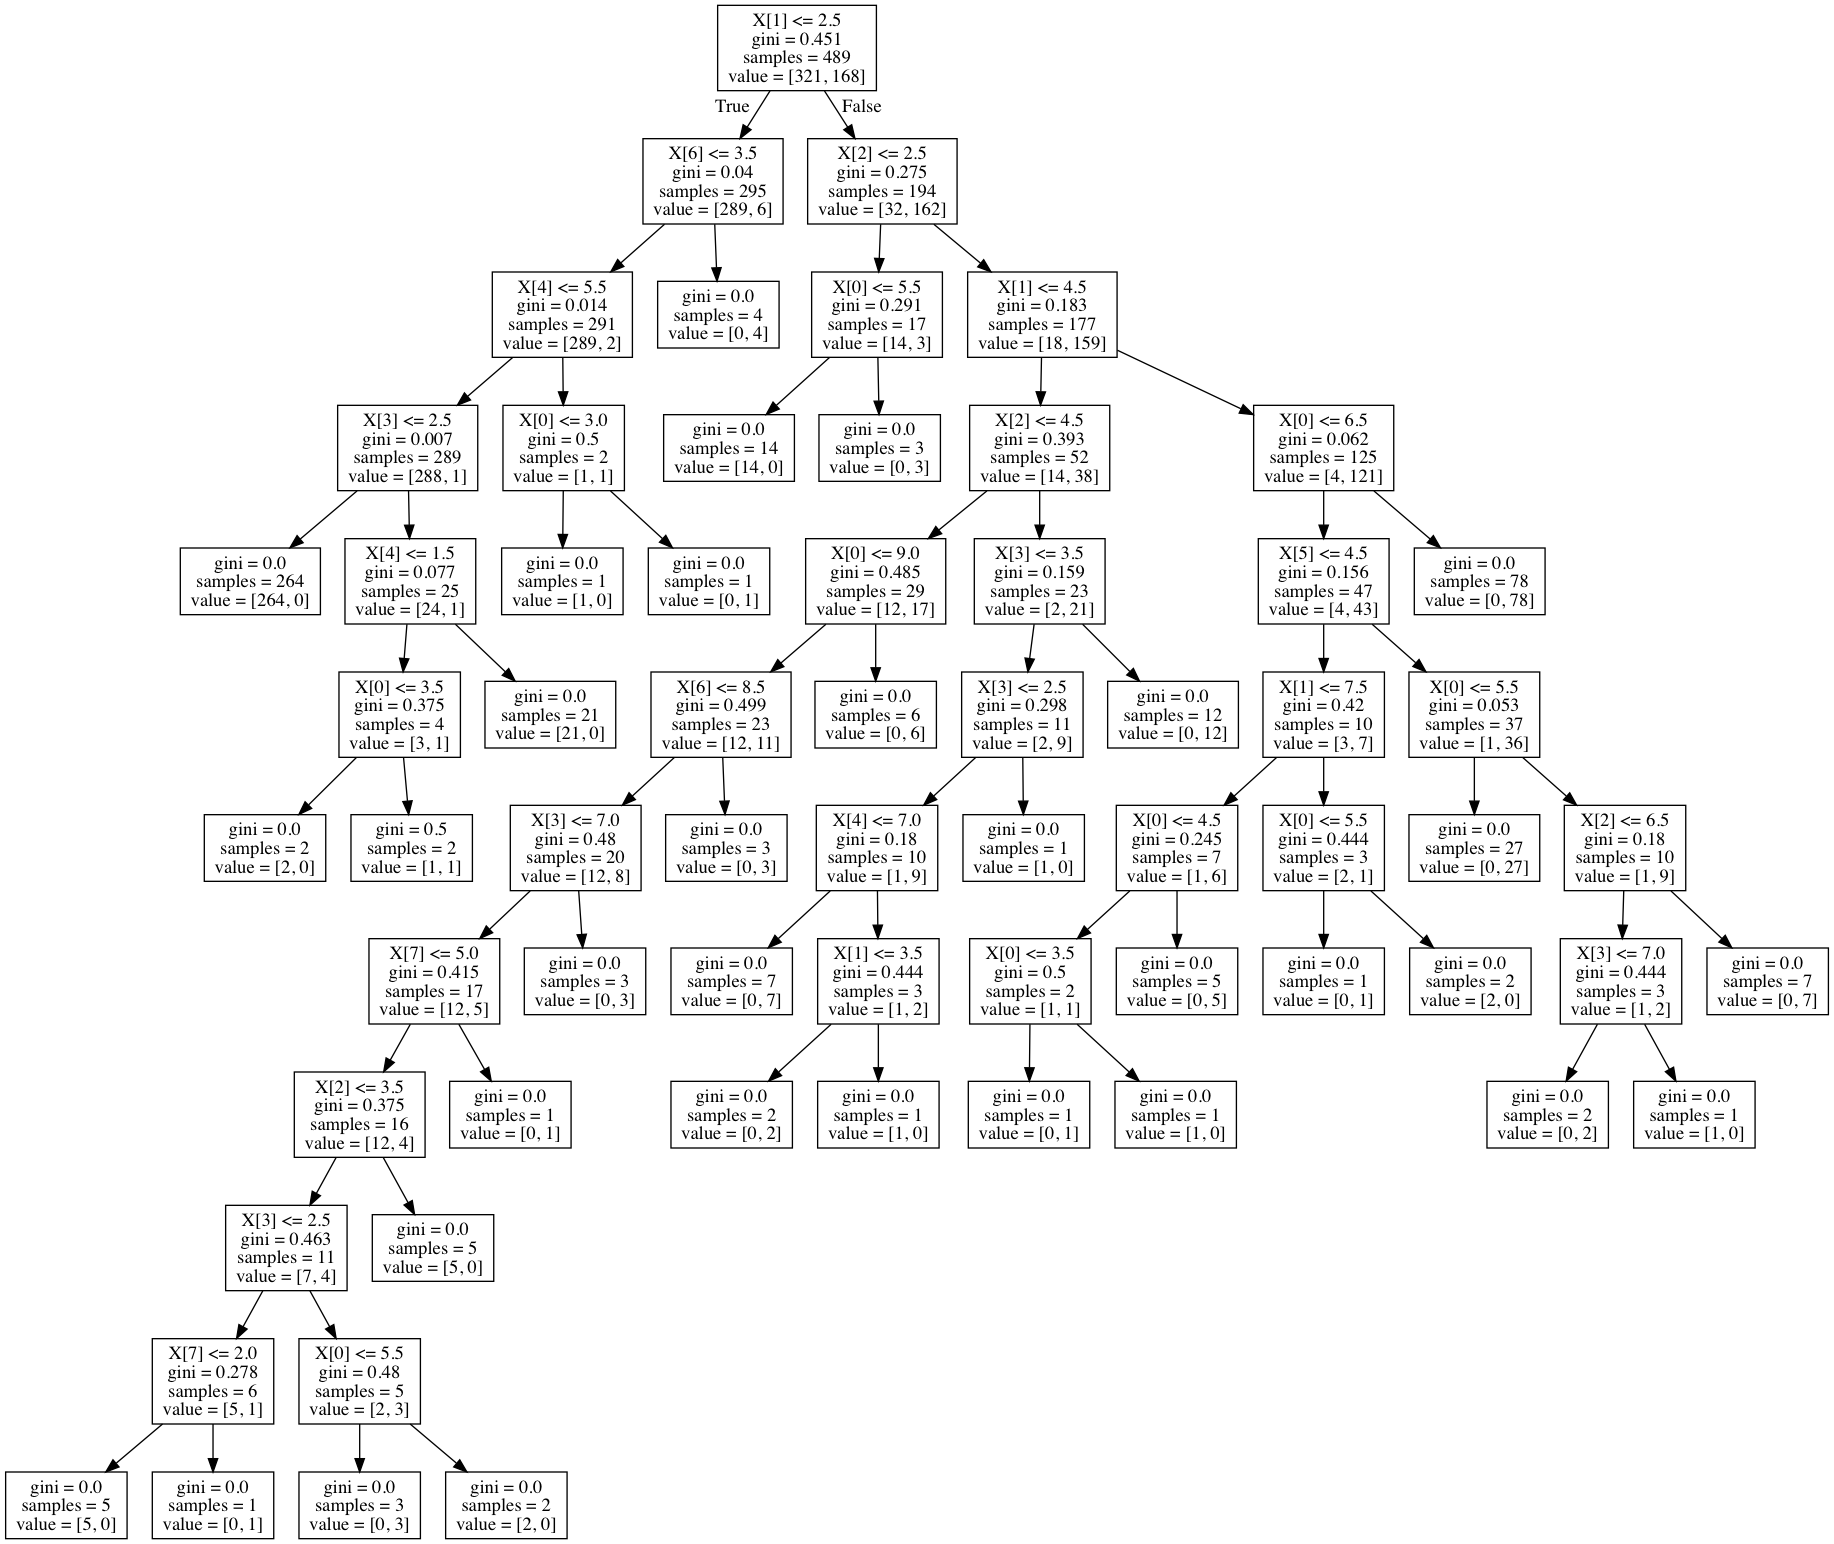 X[1] <= 2.5
gini = 0.451
samples = 489
value = [321, 168]
True
False
X[6] <= 3.5
gini = 0.04
samples = 295
value = [289, 6]
X[2] <= 2.5
gini = 0.275
samples = 194
value = [32, 162]
X[4] <= 5.5
gini = 0.014
samples = 291
value = [289, 2]
gini = 0.0
samples = 4
value = [0, 4]
X[0] <= 5.5
gini = 0.291
samples = 17
value = [14, 3]
X[1] <= 4.5
gini = 0.183
samples = 177
value = [18, 159]
X[3] <= 2.5
gini = 0.007
samples = 289
value = [288, 1]
X[0] <= 3.0
gini = 0.5
samples = 2
value = [1, 1]
gini = 0.0
samples = 14
value = [14, 0]
gini = 0.0
samples = 3
value = [0, 3]
X[2] <= 4.5
gini = 0.393
samples = 52
value = [14, 38]
X[0] <= 6.5
gini = 0.062
samples = 125
value = [4, 121]
gini = 0.0
samples = 264
value = [264, 0]
X[4] <= 1.5
gini = 0.077
samples = 25
value = [24, 1]
gini = 0.0
samples = 1
value = [1, 0]
gini = 0.0
samples = 1
value = [0, 1]
X[0] <= 9.0
gini = 0.485
samples = 29
value = [12, 17]
X[3] <= 3.5
gini = 0.159
samples = 23
value = [2, 21]
X[5] <= 4.5
gini = 0.156
samples = 47
value = [4, 43]
gini = 0.0
samples = 78
value = [0, 78]
X[0] <= 3.5
gini = 0.375
samples = 4
value = [3, 1]
gini = 0.0
samples = 21
value = [21, 0]
X[6] <= 8.5
gini = 0.499
samples = 23
value = [12, 11]
gini = 0.0
samples = 6
value = [0, 6]
X[3] <= 2.5
gini = 0.298
samples = 11
value = [2, 9]
gini = 0.0
samples = 12
value = [0, 12]
X[1] <= 7.5
gini = 0.42
samples = 10
value = [3, 7]
X[0] <= 5.5
gini = 0.053
samples = 37
value = [1, 36]
gini = 0.0
samples = 2
value = [2, 0]
gini = 0.5
samples = 2
value = [1, 1]
X[3] <= 7.0
gini = 0.48
samples = 20
value = [12, 8]
gini = 0.0
samples = 3
value = [0, 3]
X[4] <= 7.0
gini = 0.18
samples = 10
value = [1, 9]
gini = 0.0
samples = 1
value = [1, 0]
X[0] <= 4.5
gini = 0.245
samples = 7
value = [1, 6]
X[0] <= 5.5
gini = 0.444
samples = 3
value = [2, 1]
gini = 0.0
samples = 27
value = [0, 27]
X[2] <= 6.5
gini = 0.18
samples = 10
value = [1, 9]
X[7] <= 5.0
gini = 0.415
samples = 17
value = [12, 5]
gini = 0.0
samples = 3
value = [0, 3]
gini = 0.0
samples = 7
value = [0, 7]
X[1] <= 3.5
gini = 0.444
samples = 3
value = [1, 2]
X[0] <= 3.5
gini = 0.5
samples = 2
value = [1, 1]
gini = 0.0
samples = 5
value = [0, 5]
gini = 0.0
samples = 1
value = [0, 1]
gini = 0.0
samples = 2
value = [2, 0]
X[3] <= 7.0
gini = 0.444
samples = 3
value = [1, 2]
gini = 0.0
samples = 7
value = [0, 7]
X[2] <= 3.5
gini = 0.375
samples = 16
value = [12, 4]
gini = 0.0
samples = 1
value = [0, 1]
gini = 0.0
samples = 2
value = [0, 2]
gini = 0.0
samples = 1
value = [1, 0]
gini = 0.0
samples = 1
value = [0, 1]
gini = 0.0
samples = 1
value = [1, 0]
gini = 0.0
samples = 2
value = [0, 2]
gini = 0.0
samples = 1
value = [1, 0]
X[3] <= 2.5
gini = 0.463
samples = 11
value = [7, 4]
gini = 0.0
samples = 5
value = [5, 0]
X[7] <= 2.0
gini = 0.278
samples = 6
value = [5, 1]
X[0] <= 5.5
gini = 0.48
samples = 5
value = [2, 3]
gini = 0.0
samples = 5
value = [5, 0]
gini = 0.0
samples = 1
value = [0, 1]
gini = 0.0
samples = 3
value = [0, 3]
gini = 0.0
samples = 2
value = [2, 0]